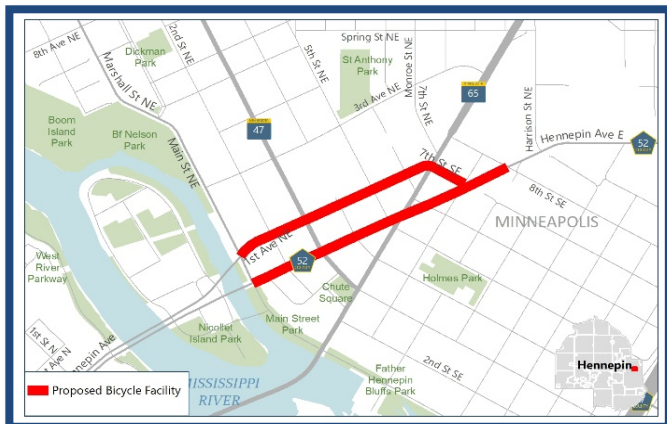 8th Ave NE
2nd St NE
Dickman
Park
Marshall St NE
Boom
Island
Park
Bf Nelson
Park
Main St NE
5th St NE
47
Spring St NE
St Anthony
Park
3rd Ave NE
Monroe St NE
7th St NE
65
Harrison St NE
Hennepin Ave E
52
7th St SE
8th St SE
MINNEAPOLIS
1st Ave NE
52
West
River
Parkway
Holmes Park
Chute
Square
Main Street
Park
Nicollet
Island Park
1st St N
Ave N
nnepin Ave
2nd St SE
Father
Hennepin
Bluffs Park
MISSISSIPPI
RIVER
Hennepin
Proposed Bicycle Facility